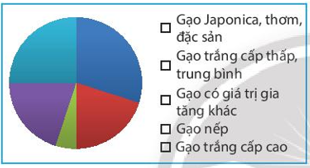 Gạo Japonica, thơm,
đặc sản
Gạo trắng cấp thấp,
trung bình
Gạo có giá trị gia
tăng khác
Gạo nếp
Gạo trắng cấp cao